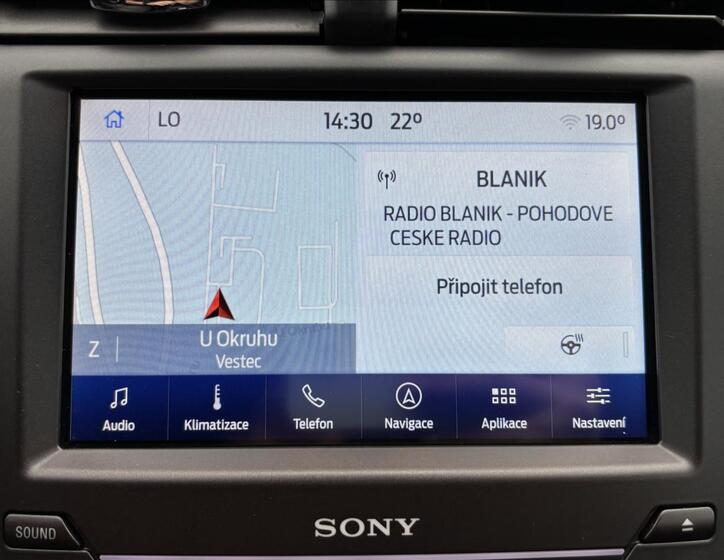 LO 14:30 22° 19.0°
BLANIK
RADIO BLANIK - POHODOVE
CESKE RADIO
Připojit telefon
Z U Okruhu
Vestec
Audio Klimatizace Telefon Navigace Aplikace Nastavení
SOUND SONY